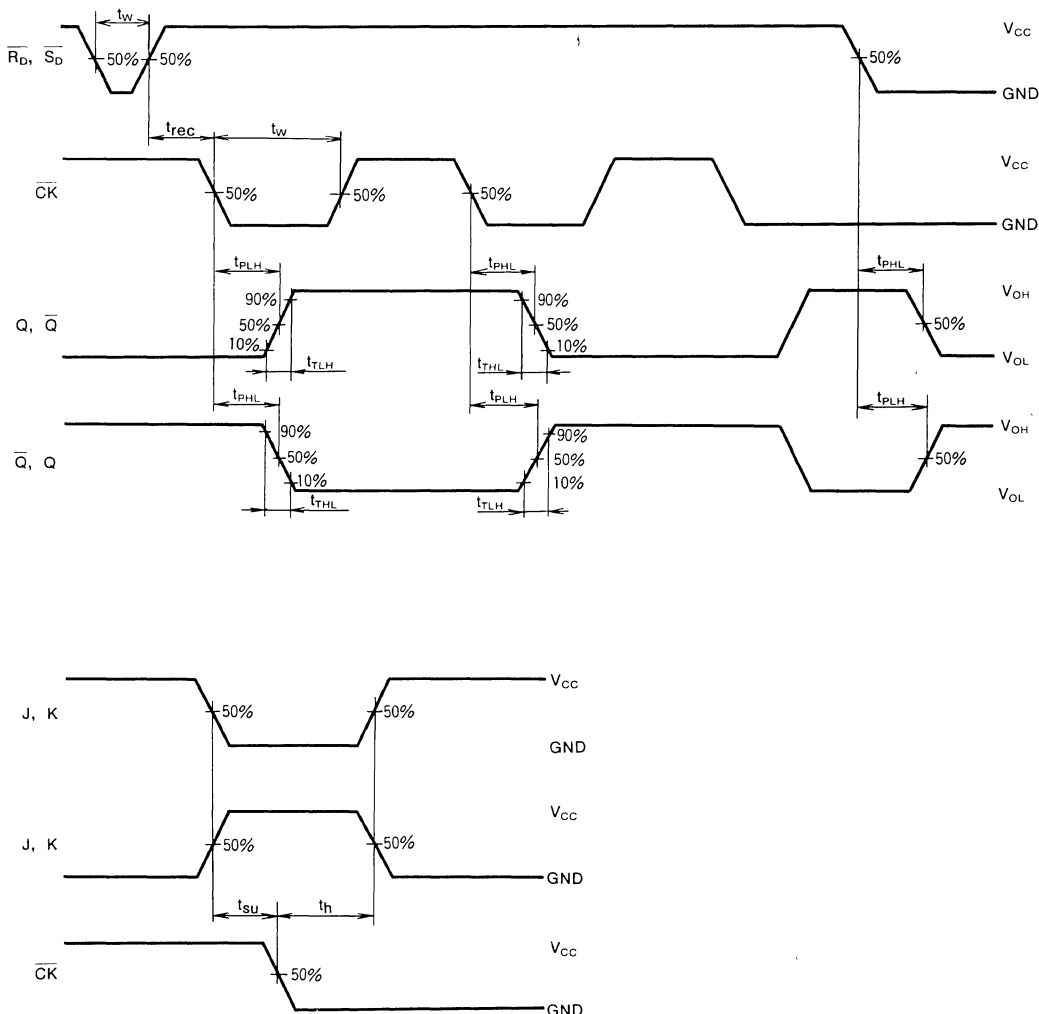 tw
R̅D̅, S̅D̅ 50% 50% 50% VCC
GND
trec tw
C̅K̅ 50% 50% 50% VCC
GND
tPLH tPHL tPHL
Q, Q̅ 90% 90% VOH
50% 50% 50%
10% 10% VOL
tTLH tTHL
tPHL tPLH tPLH
Q̅, Q 90% 90% VOH
50% 50% 50%
10% 10% VOL
tTHL tTLH
J, K 50% 50% VCC
GND
J, K 50% 50% VCC
GND
tsu th
C̅K̅ 50% VCC
GND